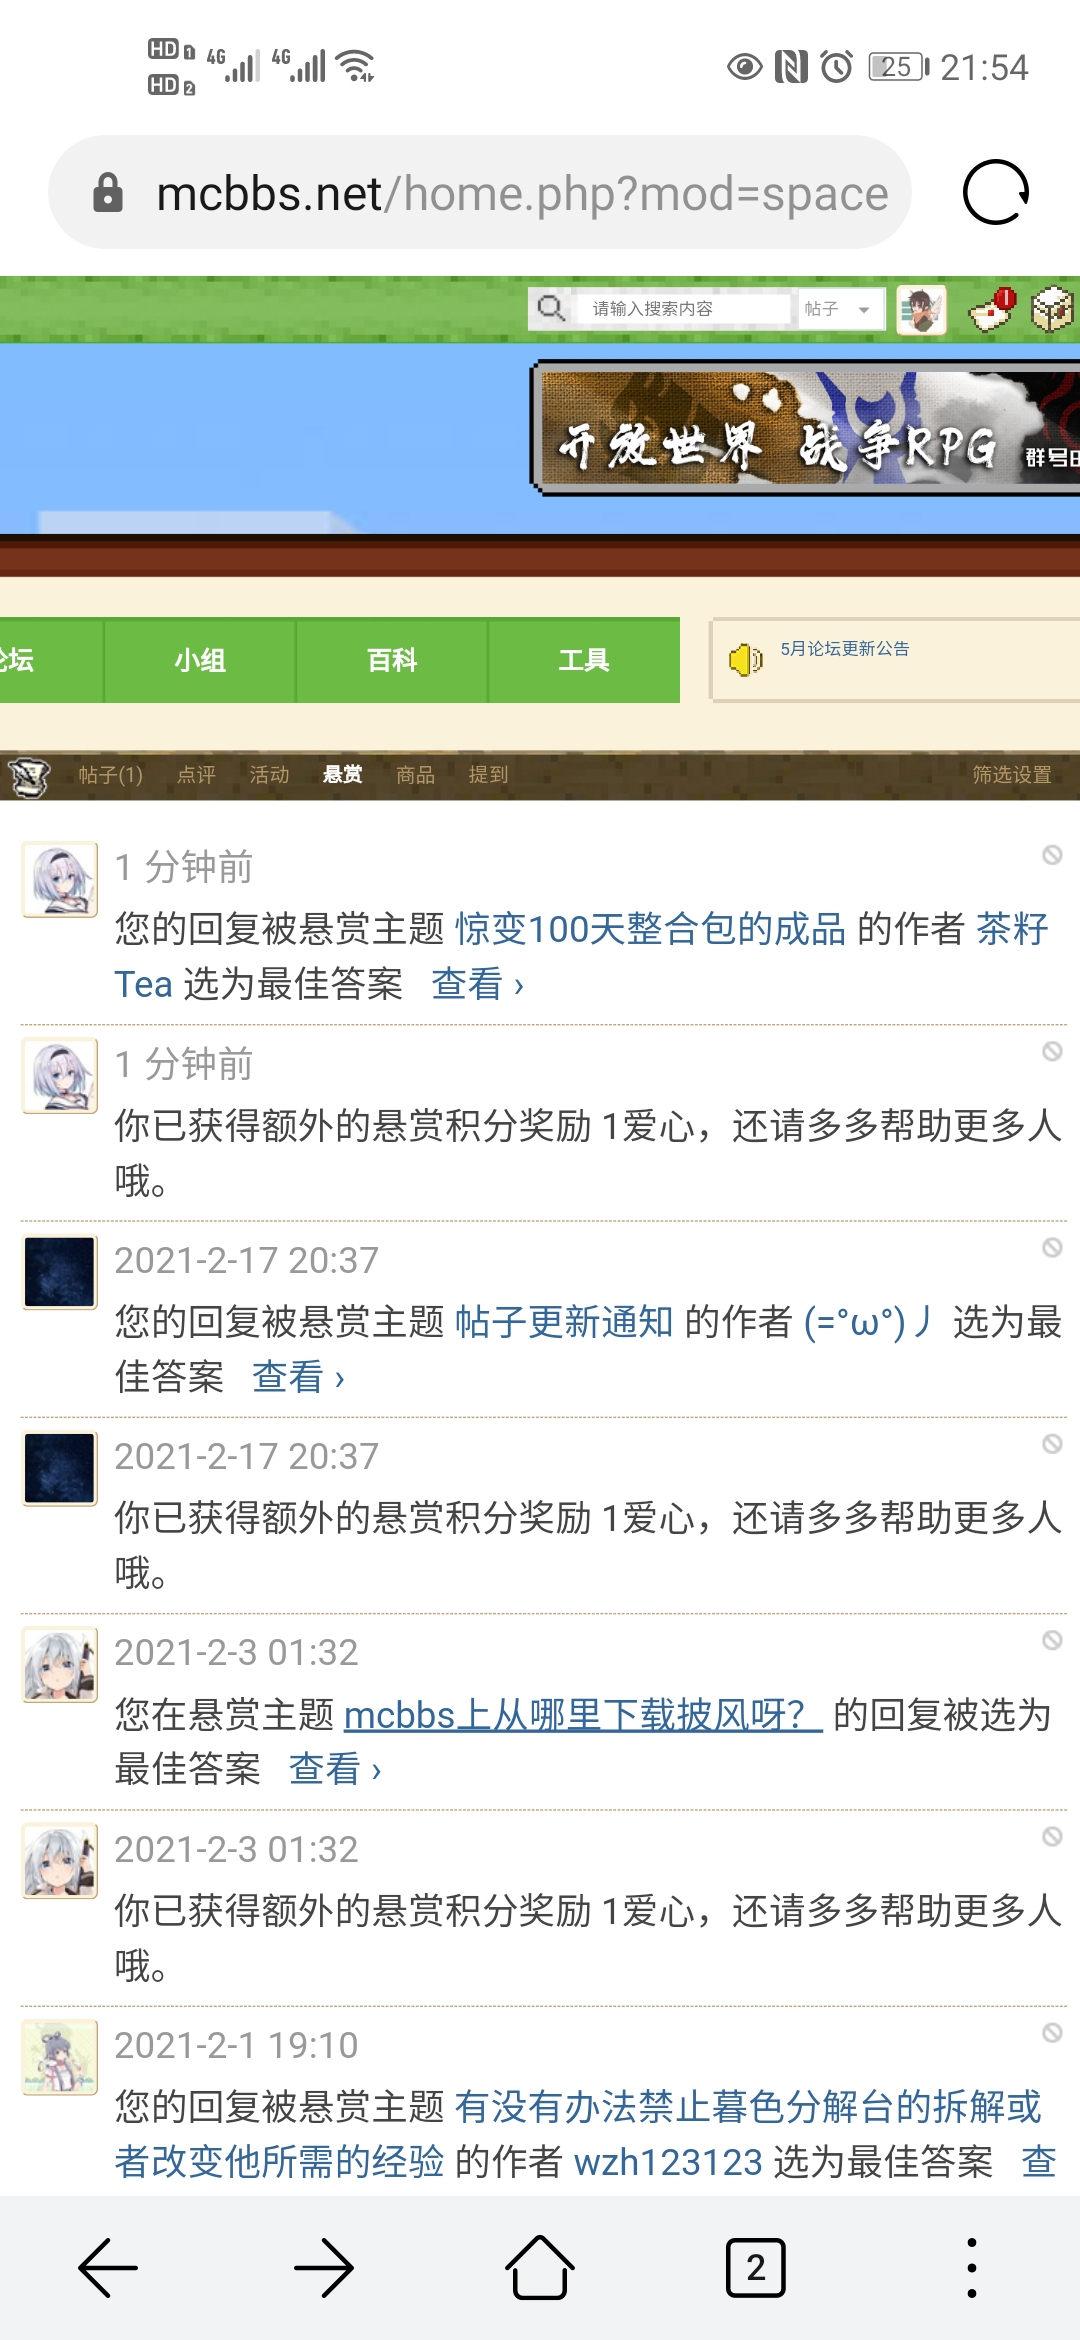 HD 1 4G 4G 25 21:54
HD 2
mcbbs.net/home.php?mod=space
请输入搜索内容 帖子
开放世界 战争RPG 群号
坛 小组 百科 工具 5月论坛更新公告
帖子(1) 点评 活动 悬赏 商品 提到 筛选设置
1 分钟前
您的回复被悬赏主题 惊变100天整合包的成品 的作者 茶籽
Tea 选为最佳答案 查看 ›
1 分钟前
你已获得额外的悬赏积分奖励 1爱心，还请多多帮助更多人
哦。
2021-2-17 20:37
您的回复被悬赏主题 帖子更新通知 的作者 (=°ω°)丿 选为最
佳答案 查看 ›
2021-2-17 20:37
你已获得额外的悬赏积分奖励 1爱心，还请多多帮助更多人
哦。
2021-2-3 01:32
您在悬赏主题 mcbbs上从哪里下载披风呀？ 的回复被选为
最佳答案 查看 ›
2021-2-3 01:32
你已获得额外的悬赏积分奖励 1爱心，还请多多帮助更多人
哦。
2021-2-1 19:10
您的回复被悬赏主题 有没有办法禁止暮色分解台的拆解或
者改变他所需的经验 的作者 wzh123123 选为最佳答案 查
2